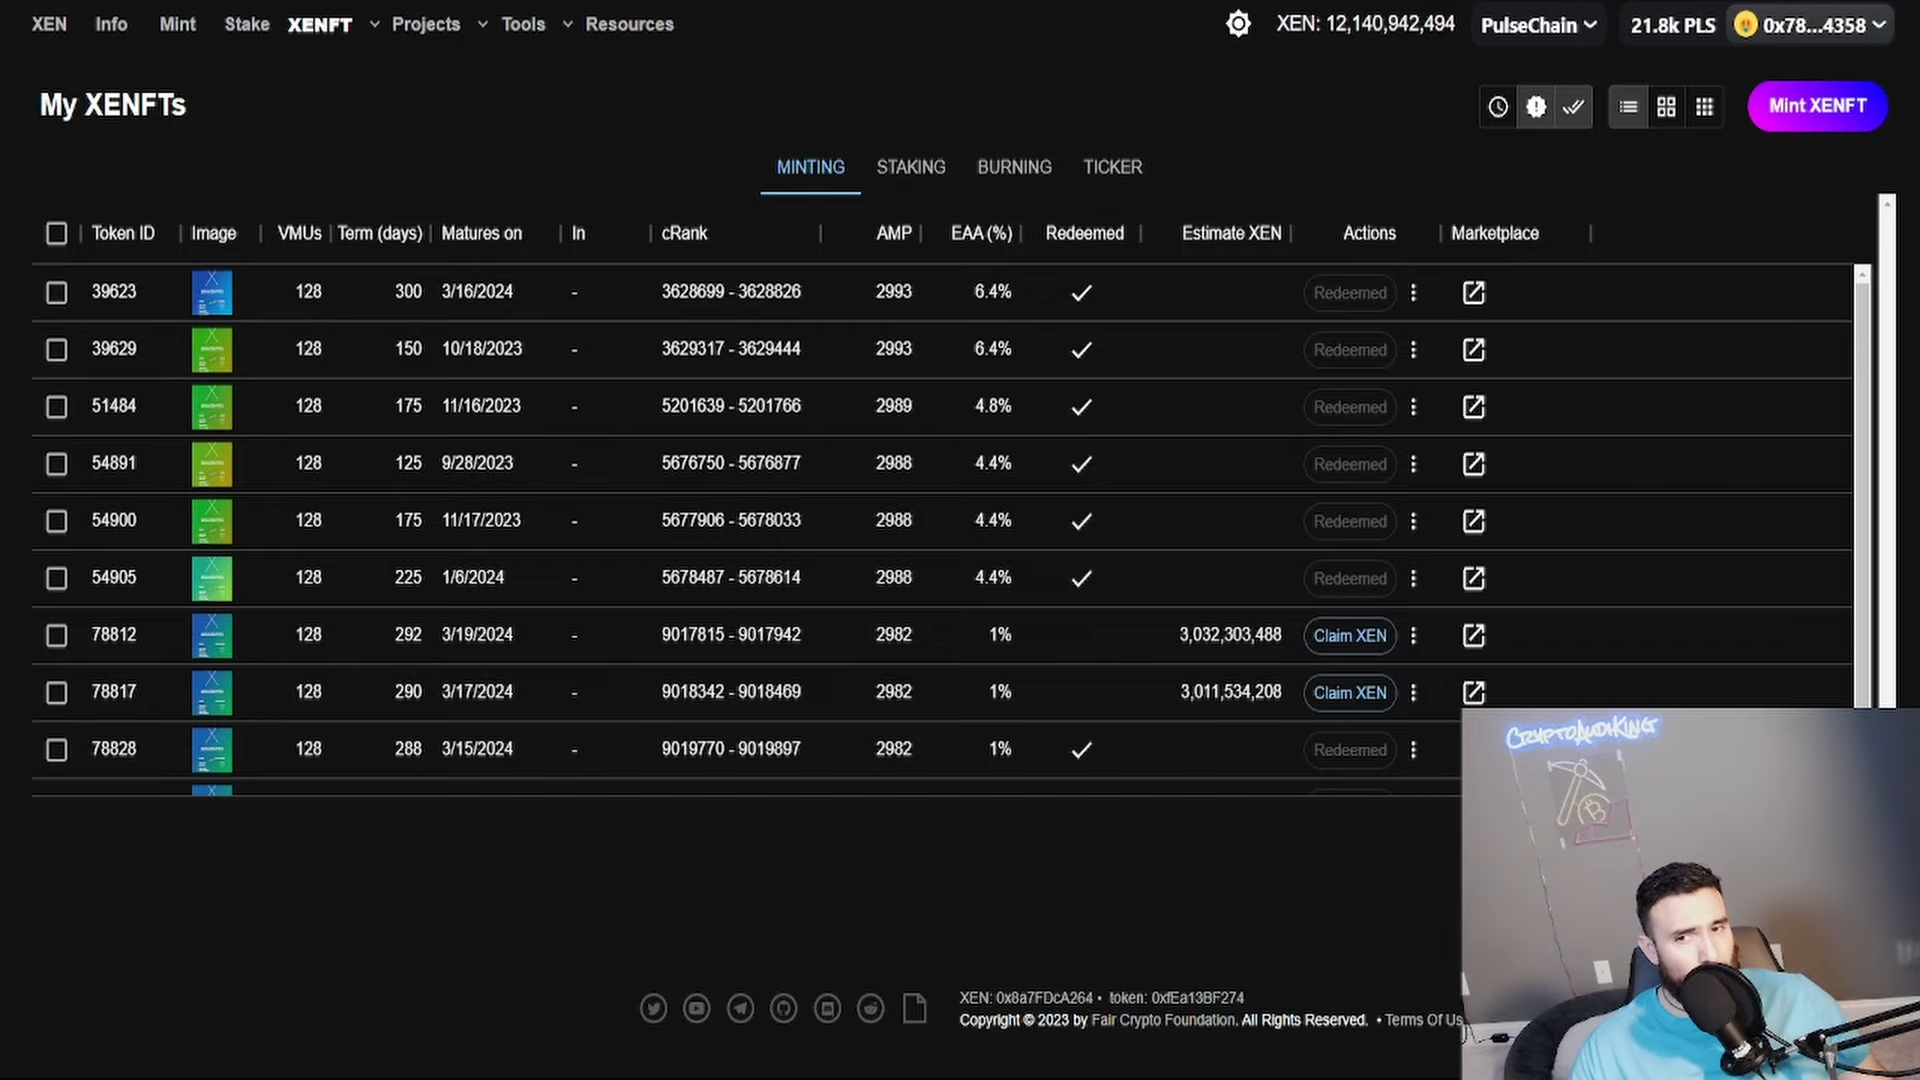 XEN Info Mint Stake XENFT Projects Tools Resources XEN: 12,140,942,494 PulseChain 21.8k PLS 0x78...4358
My XENFTs Mint XENFT
MINTING STAKING BURNING TICKER
Token ID Image VMUs Term (days) Matures on In cRank AMP EAA (%) Redeemed Estimate XEN Actions Marketplace
39623 128 300 3/16/2024 - 3628699 - 3628826 2993 6.4% Redeemed
39629 128 150 10/18/2023 - 3629317 - 3629444 2993 6.4% Redeemed
51484 128 175 11/16/2023 - 5201639 - 5201766 2989 4.8% Redeemed
54891 128 125 9/28/2023 - 5676750 - 5676877 2988 4.4% Redeemed
54900 128 175 11/17/2023 - 5677906 - 5678033 2988 4.4% Redeemed
54905 128 225 1/6/2024 - 5678487 - 5678614 2988 4.4% Redeemed
78812 128 292 3/19/2024 - 9017815 - 9017942 2982 1% 3,032,303,488 Claim XEN
78817 128 290 3/17/2024 - 9018342 - 9018469 2982 1% 3,011,534,208 Claim XEN
78828 128 288 3/15/2024 - 9019770 - 9019897 2982 1% Redeemed
CRYPTOAUDIKING
XEN: 0x8a7FDcA264 • token: 0xfEa13BF274
Copyright © 2023 by Fair Crypto Foundation. All Rights Reserved. • Terms Of Us